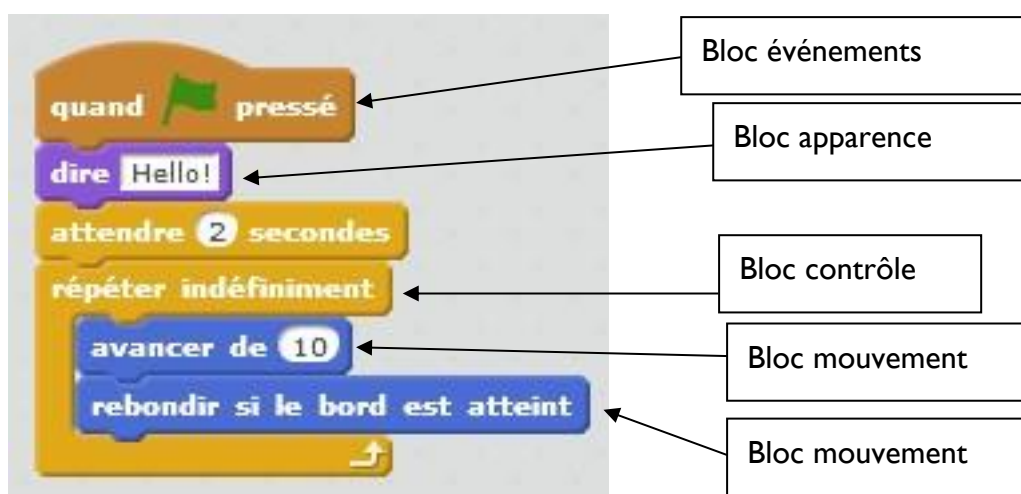 Bloc événements
quand pressé
Bloc apparence
dire Hello!
attendre 2 secondes
Bloc contrôle
répéter indéfiniment
avancer de 10
Bloc mouvement
rebondir si le bord est atteint
Bloc mouvement